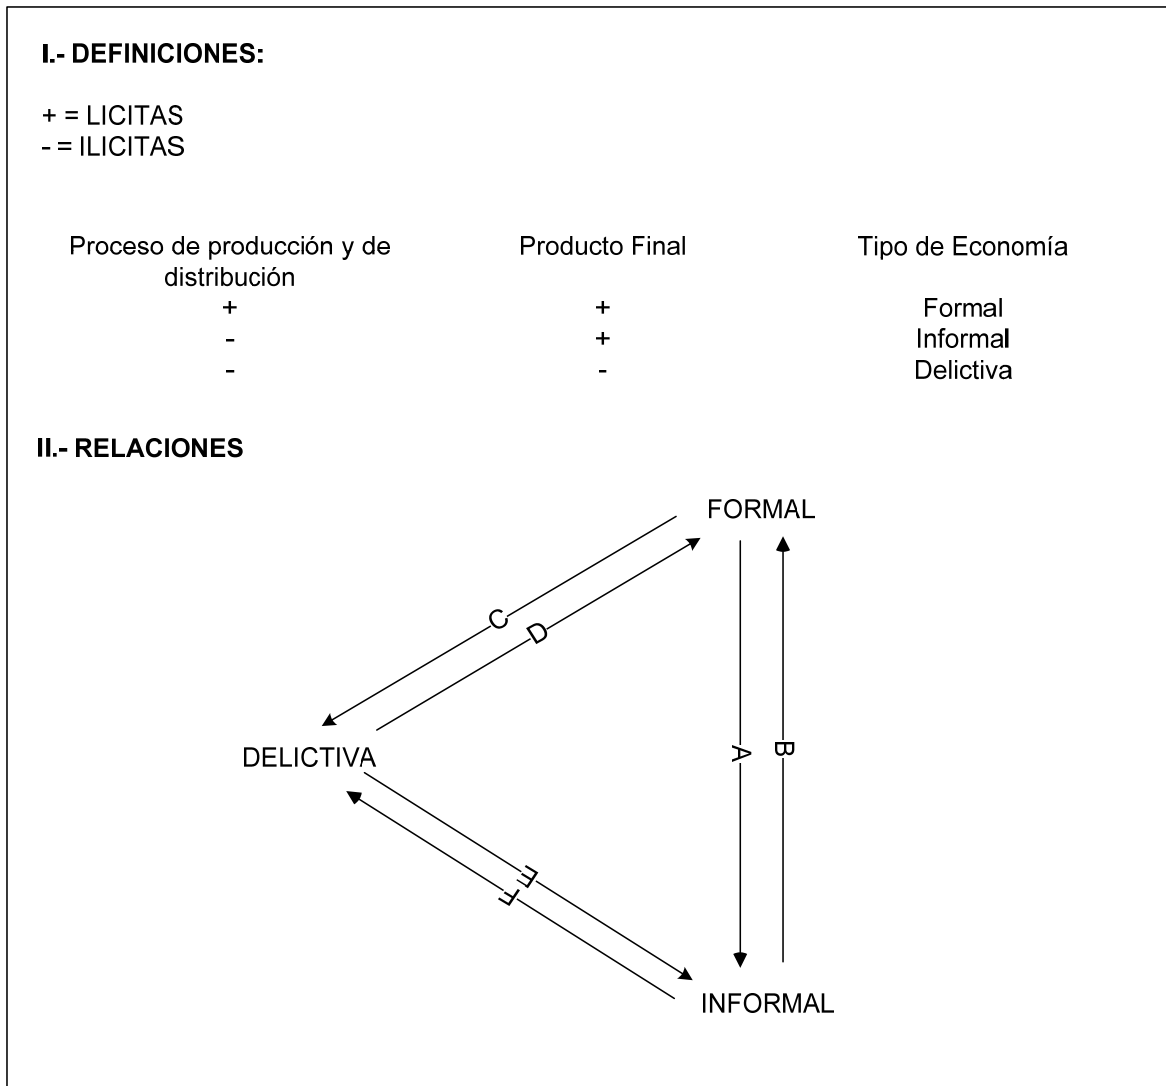 I.- DEFINICIONES:
+ = LICITAS
- = ILICITAS
Proceso de producción y de distribución
Producto Final
Tipo de Economía
+ + Formal
- + Informal
- - Delictiva
II.- RELACIONES
FORMAL
C
D
DELICTIVA
A
B
E
F
INFORMAL